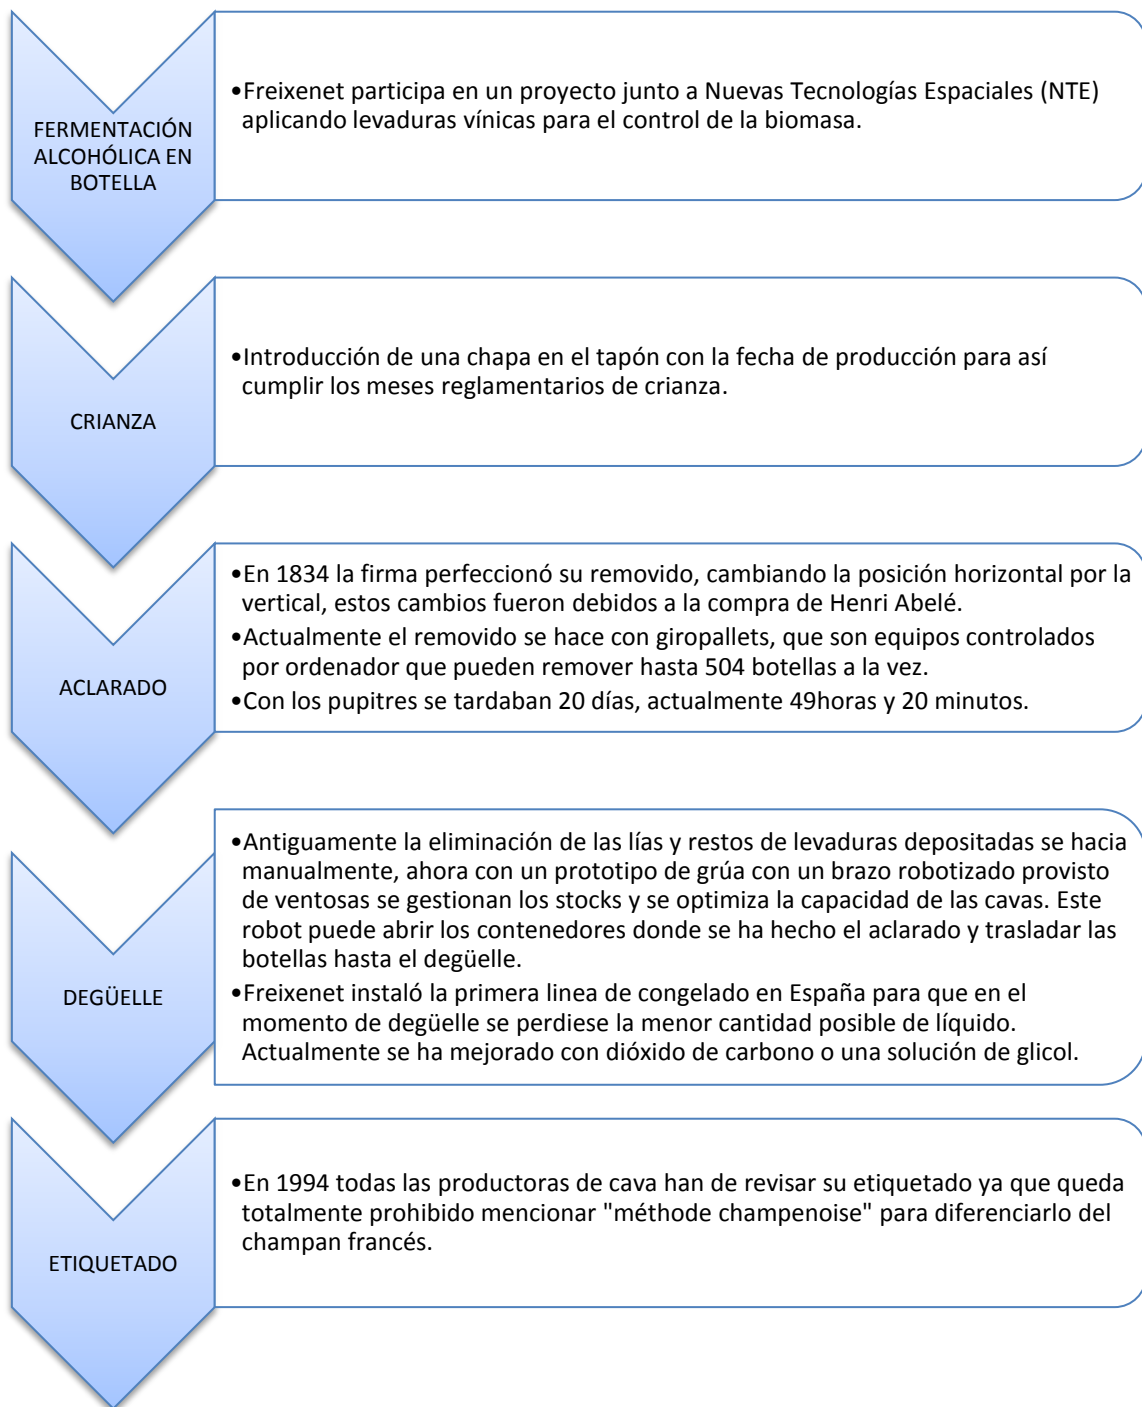 FERMENTACIÓN
ALCOHÓLICA EN
BOTELLA
•Freixenet participa en un proyecto junto a Nuevas Tecnologías Espaciales (NTE)
aplicando levaduras vínicas para el control de la biomasa.
CRIANZA
•Introducción de una chapa en el tapón con la fecha de producción para así
cumplir los meses reglamentarios de crianza.
ACLARADO
•En 1834 la firma perfeccionó su removido, cambiando la posición horizontal por la
vertical, estos cambios fueron debidos a la compra de Henri Abelé.
•Actualmente el removido se hace con giropallets, que son equipos controlados
por ordenador que pueden remover hasta 504 botellas a la vez.
•Con los pupitres se tardaban 20 días, actualmente 49horas y 20 minutos.
DEGÜELLE
•Antiguamente la eliminación de las lías y restos de levaduras depositadas se hacia
manualmente, ahora con un prototipo de grúa con un brazo robotizado provisto
de ventosas se gestionan los stocks y se optimiza la capacidad de las cavas. Este
robot puede abrir los contenedores donde se ha hecho el aclarado y trasladar las
botellas hasta el degüelle.
•Freixenet instaló la primera linea de congelado en España para que en el
momento de degüelle se perdiese la menor cantidad posible de líquido.
Actualmente se ha mejorado con dióxido de carbono o una solución de glicol.
ETIQUETADO
•En 1994 todas las productoras de cava han de revisar su etiquetado ya que queda
totalmente prohibido mencionar "méthode champenoise" para diferenciarlo del
champan francés.